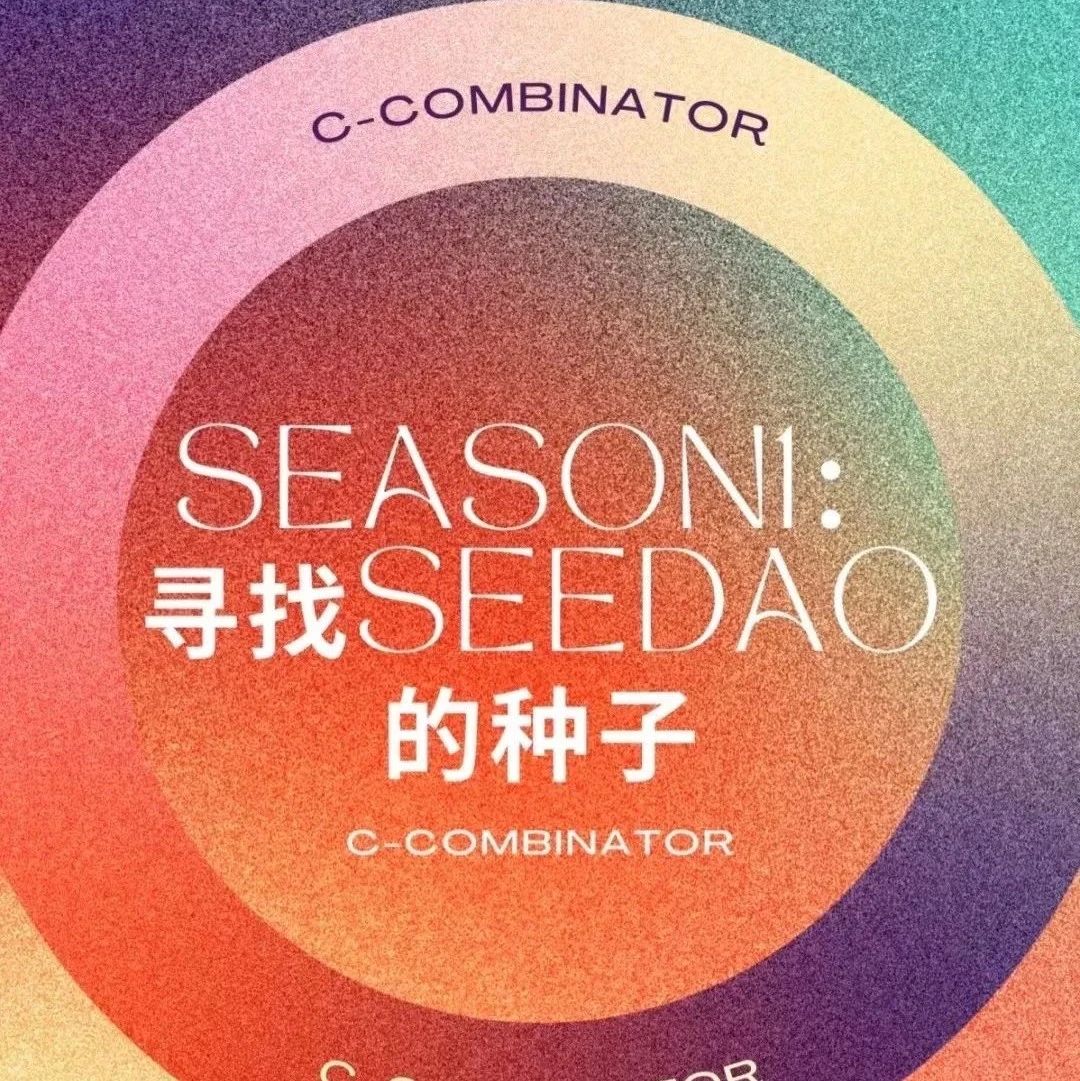 C-COMBINATOR
SEASON1:
寻找SEEDAO
的种子
C-COMBINATOR